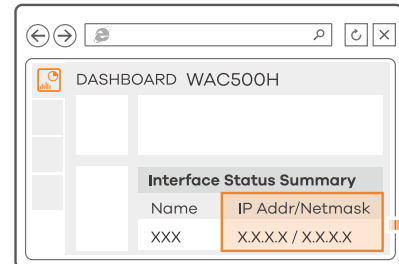 DASHBOARD WAC500H
Interface Status Summary
Name IP Addr/Netmask
XXX X.X.X.X / X.X.X.X